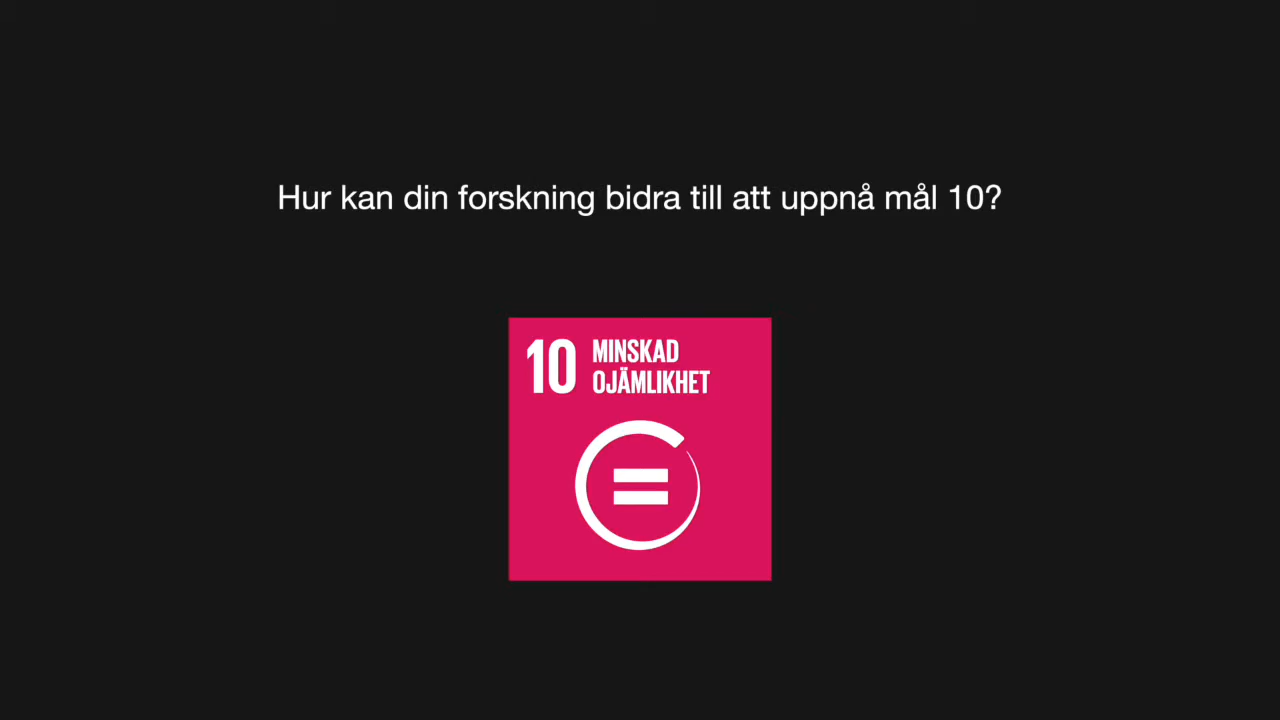 Hur kan din forskning bidra till att uppnå mål 10?
10 MINSKAD
OJÄMLIKHET